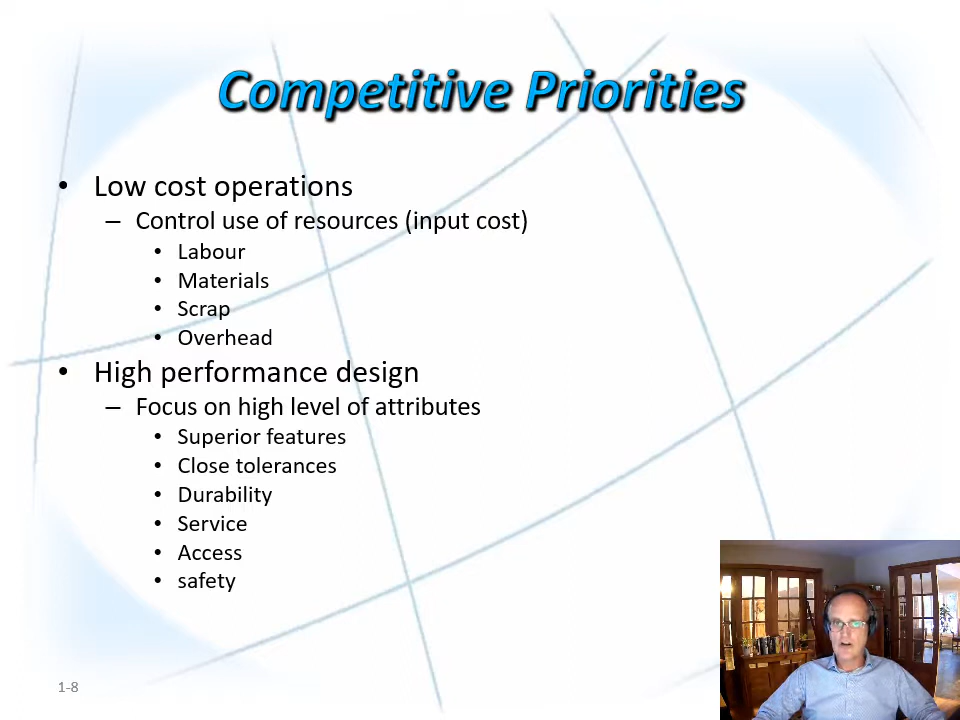 Competitive Priorities
• Low cost operations
– Control use of resources (input cost)
• Labour
• Materials
• Scrap
• Overhead
• High performance design
– Focus on high level of attributes
• Superior features
• Close tolerances
• Durability
• Service
• Access
• safety
1-8